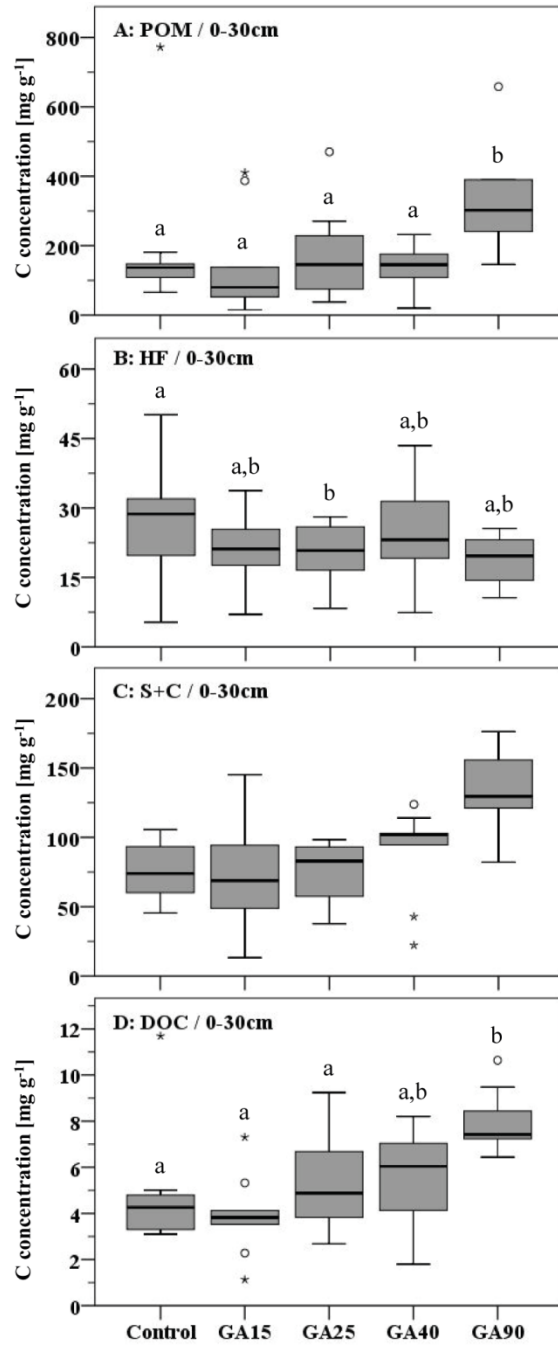 A: POM / 0-30cm
C concentration [mg g⁻¹]
800
600
400
200
0
a
a
a
a
b
B: HF / 0-30cm
C concentration [mg g⁻¹]
60
45
30
15
0
a
a,b
b
a,b
a,b
C: S+C / 0-30cm
C concentration [mg g⁻¹]
200
150
100
50
0
D: DOC / 0-30cm
C concentration [mg g⁻¹]
12
10
8
6
4
2
0
a
a
a
a,b
b
Control GA15 GA25 GA40 GA90